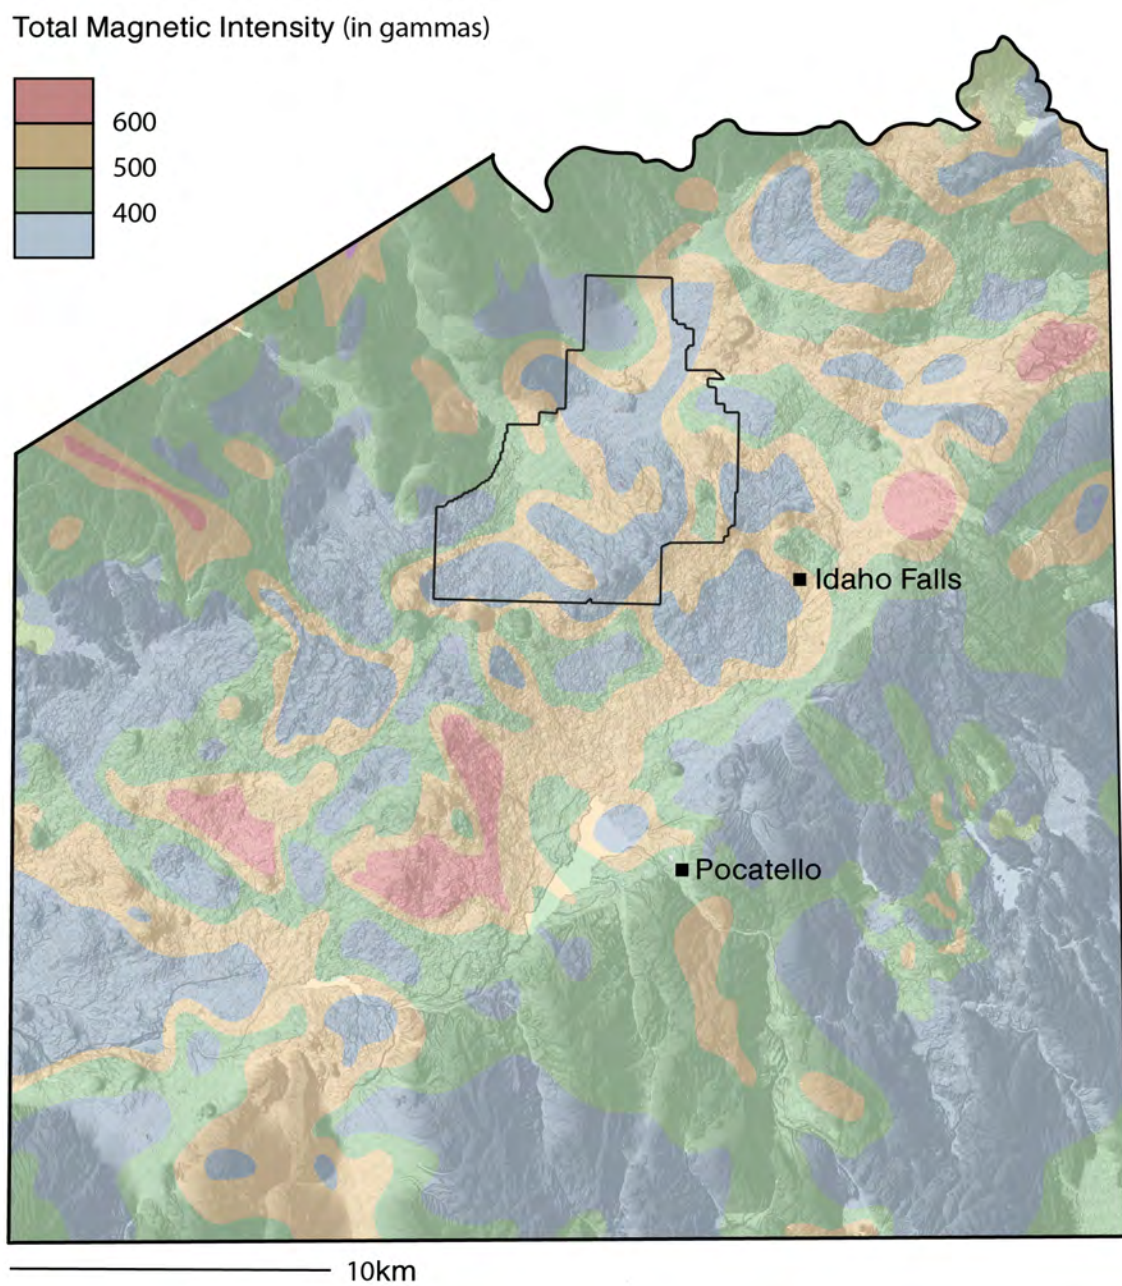 Total Magnetic Intensity (in gammas)
600
500
400
Idaho Falls
Pocatello
10km